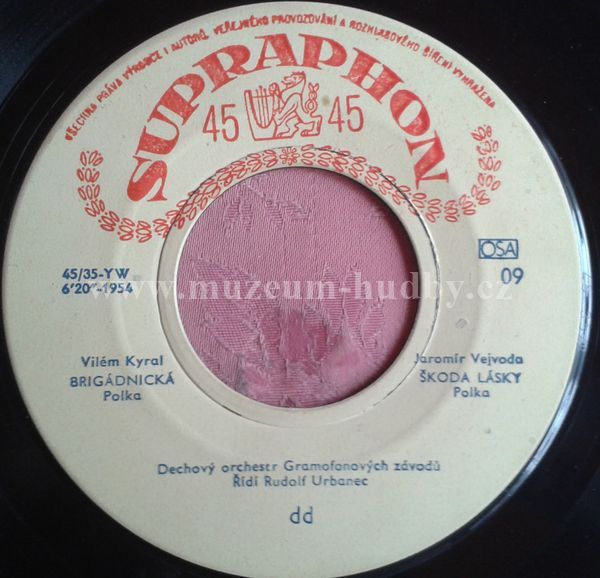 VŠECHNA PRÁVA VÝROBCE I AUTORŮ, VEŘEJNÉHO PROVOZOVÁNÍ A ROZHLASOVÉHO ŠÍŘENÍ VYHRAŽENA
SUPRAPHON
45 45
45/35-YW
6'20"-1954
OSA
09
www.muzeum-hudby.cz
Vilém Kyral
BRIGÁDNICKÁ
Polka
Jaromír Vejvoda
ŠKODA LÁSKY
Polka
Dechový orchestr Gramofonových závodů
Řídí Rudolf Urbanec
dd